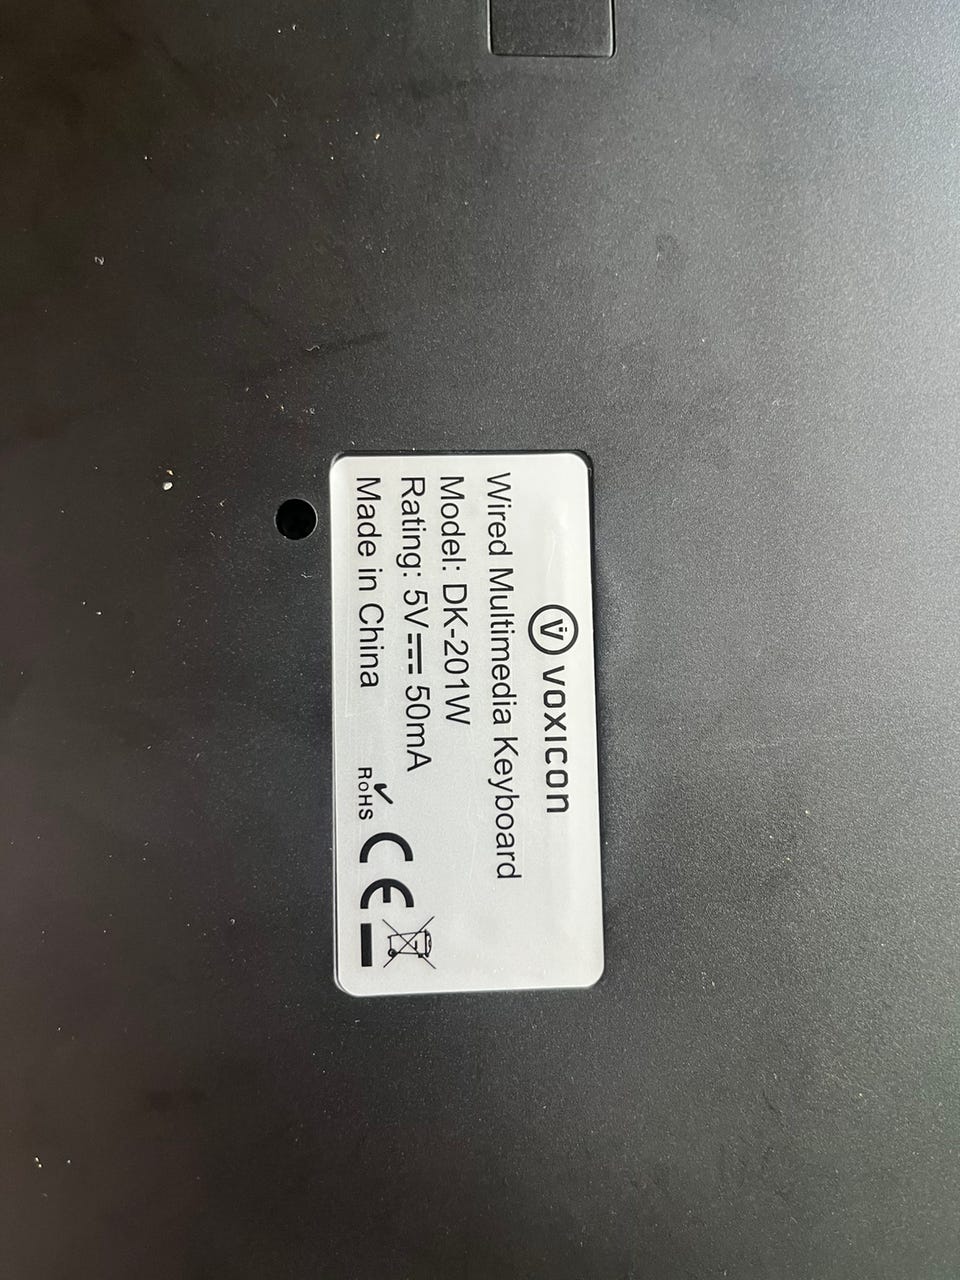 VOXICON
Wired Multimedia Keyboard
Model: DK-201W
Rating: 5V⎓50mA
Made in China
RoHS CE